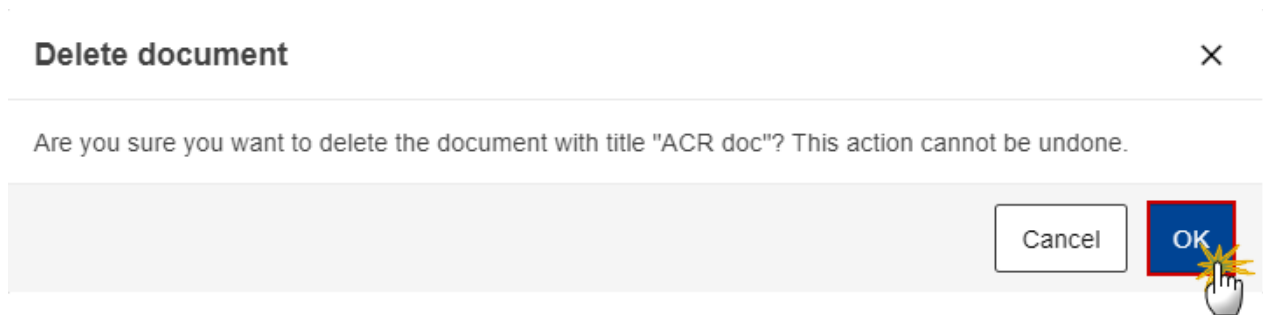 Delete document
Are you sure you want to delete the document with title "ACR doc"? This action cannot be undone.
Cancel
OK